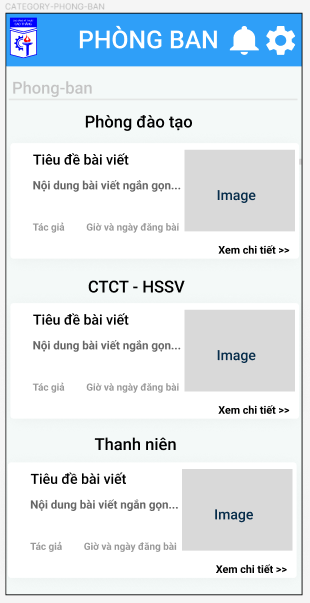 CATEGORY-PHONG-BAN
PHÒNG BAN
Phong-ban
Phòng đào tạo
Tiêu đề bài viết
Nội dung bài viết ngắn gọn...
Image
Tác giả
Giờ và ngày đăng bài
Xem chi tiết >>
CTCT - HSSV
Tiêu đề bài viết
Nội dung bài viết ngắn gọn...
Image
Tác giả
Giờ và ngày đăng bài
Xem chi tiết >>
Thanh niên
Tiêu đề bài viết
Nội dung bài viết ngắn gọn...
Image
Tác giả
Giờ và ngày đăng bài
Xem chi tiết >>